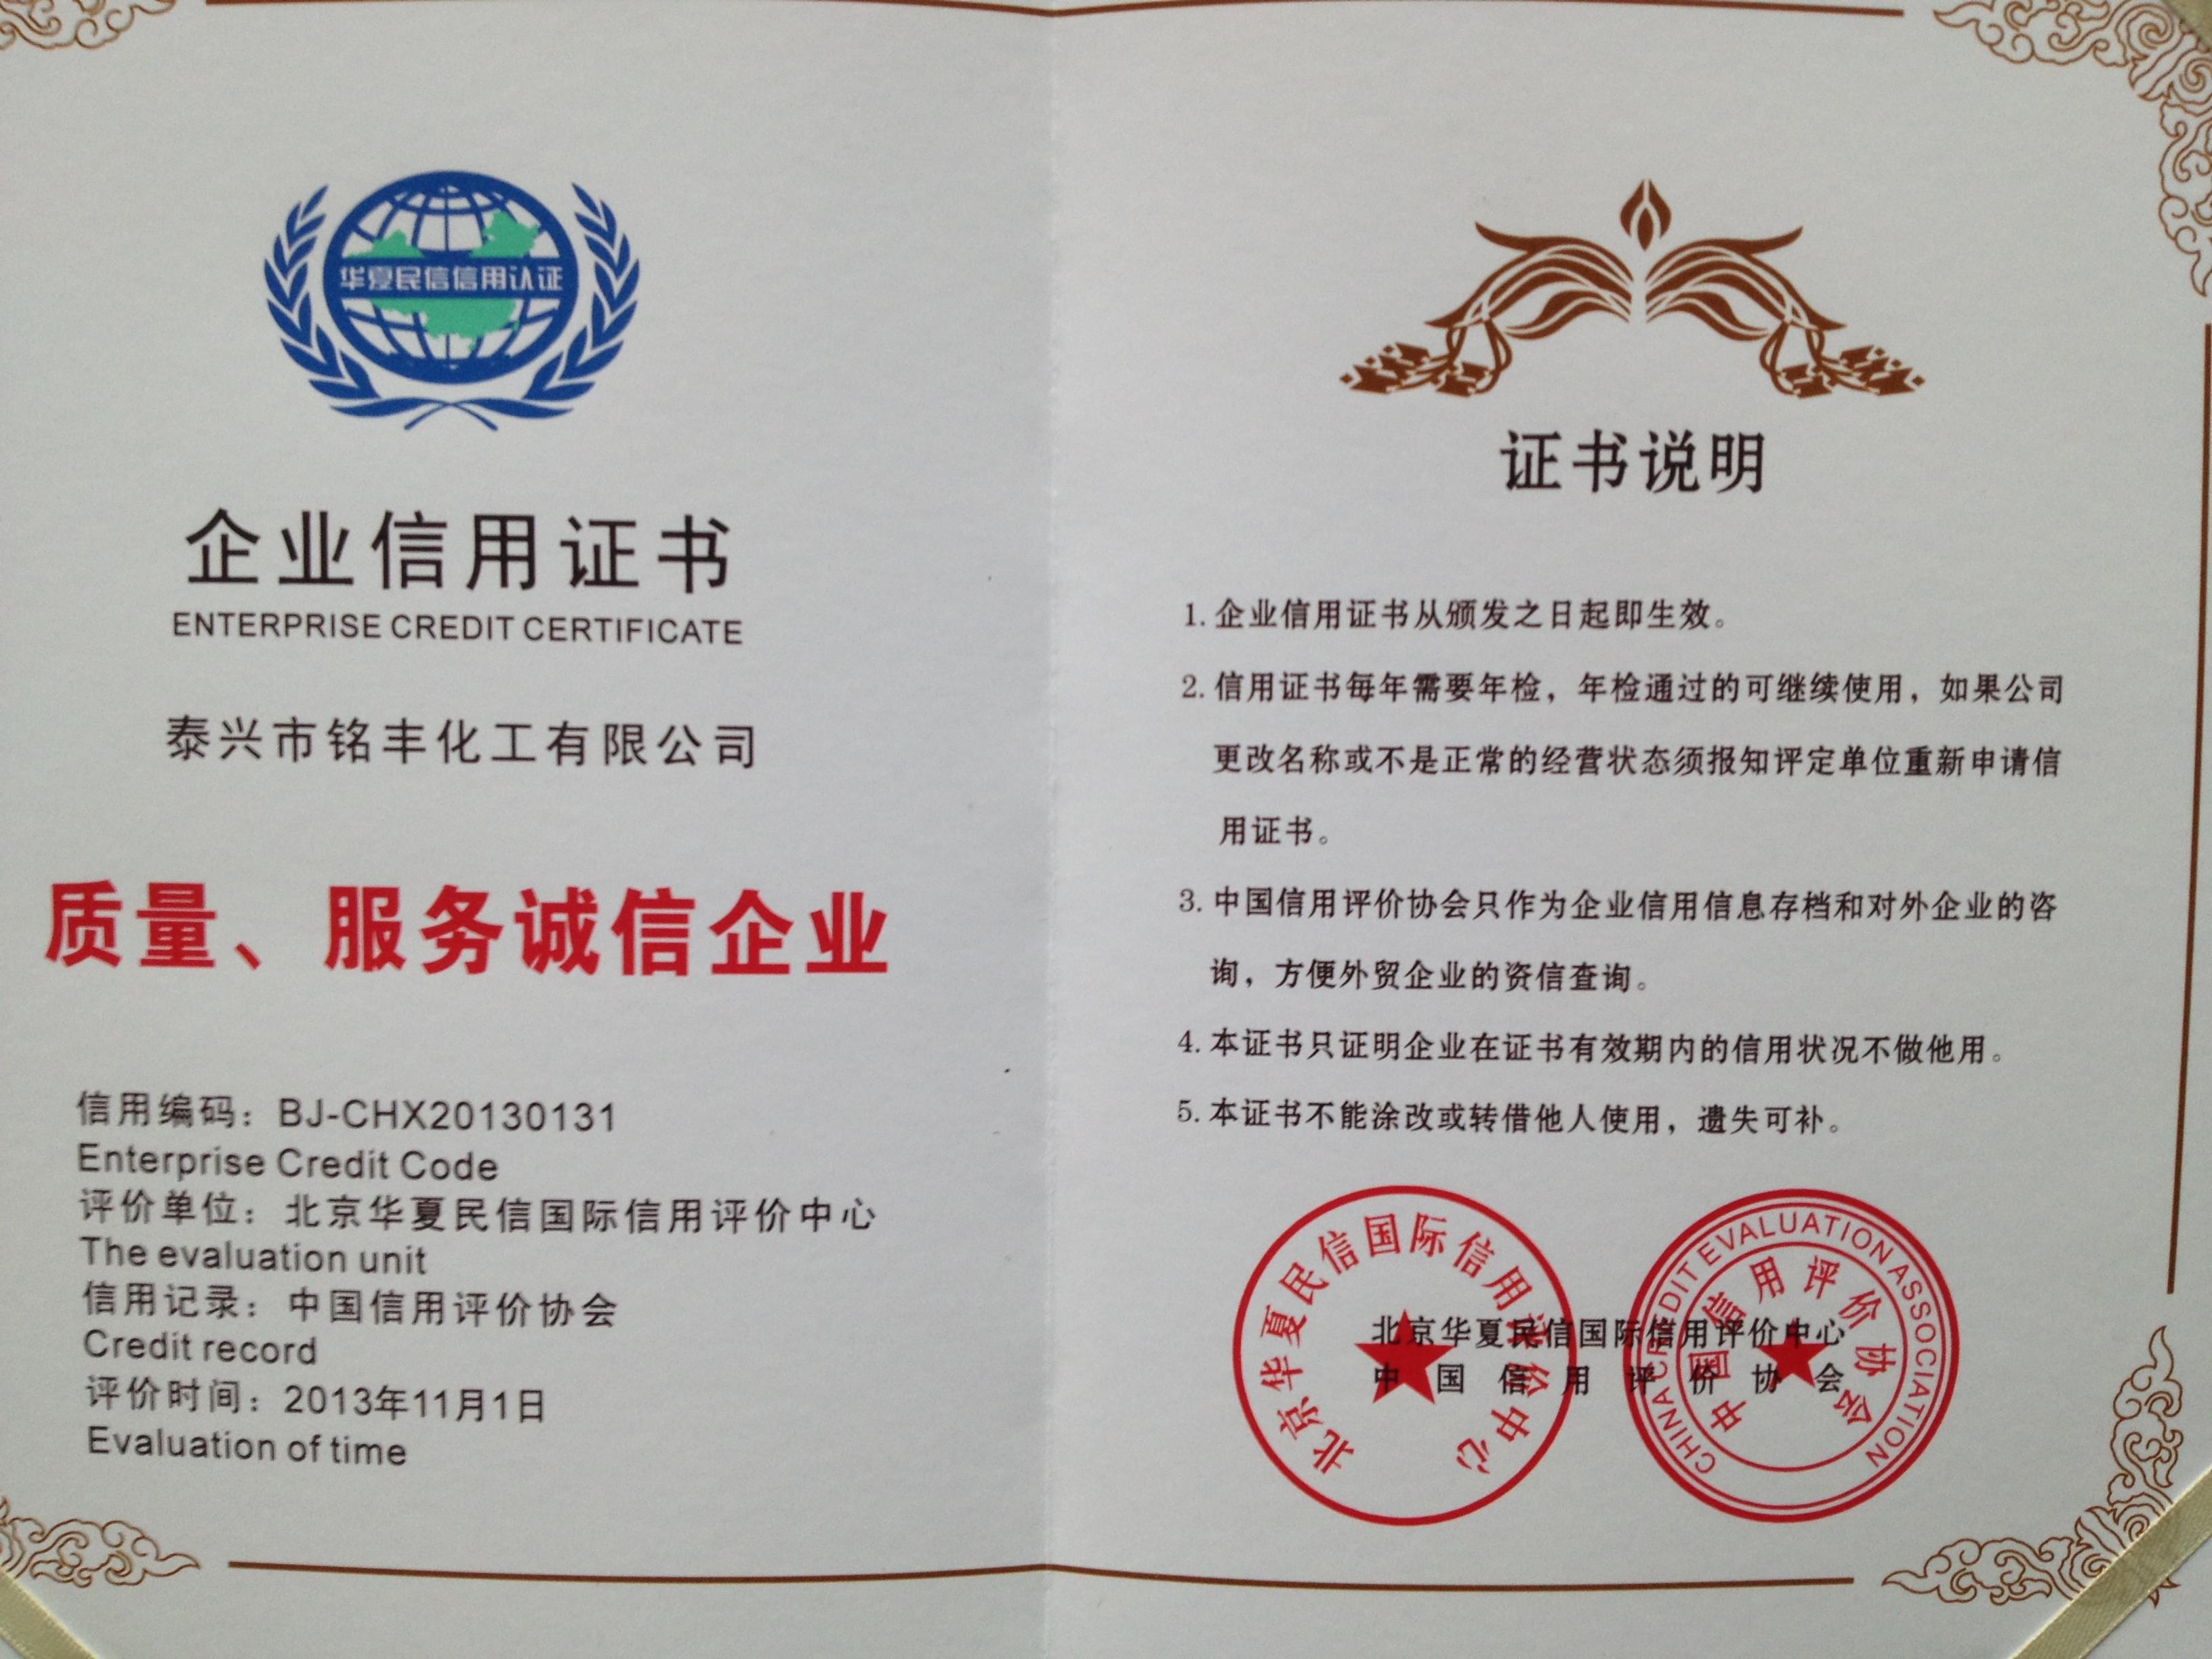 华夏民信信用认证
企业信用证书
ENTERPRISE CREDIT CERTIFICATE
泰兴市铭丰化工有限公司
质量、服务诚信企业
信用编码：BJ-CHX20130131
Enterprise Credit Code
评价单位：北京华夏民信国际信用评价中心
The evaluation unit
信用记录：中国信用评价协会
Credit record
评价时间：2013年11月1日
Evaluation of time
证书说明
1.企业信用证书从颁发之日起即生效。
2.信用证书每年需要年检，年检通过的可继续使用，如果公司
更改名称或不是正常的经营状态须报知评定单位重新申请信
用证书。
3.中国信用评价协会只作为企业信用信息存档和对外企业的咨
询，方便外贸企业的资信查询。
4.本证书只证明企业在证书有效期内的信用状况不做他用。
5.本证书不能涂改或转借他人使用，遗失可补。
北京华夏民信国际信用评价中心
中国信用评价协会
北京华夏民信国际信用评价中心
CHINA CREDIT EVALUATION ASSOCIATION
中国信用评价协会